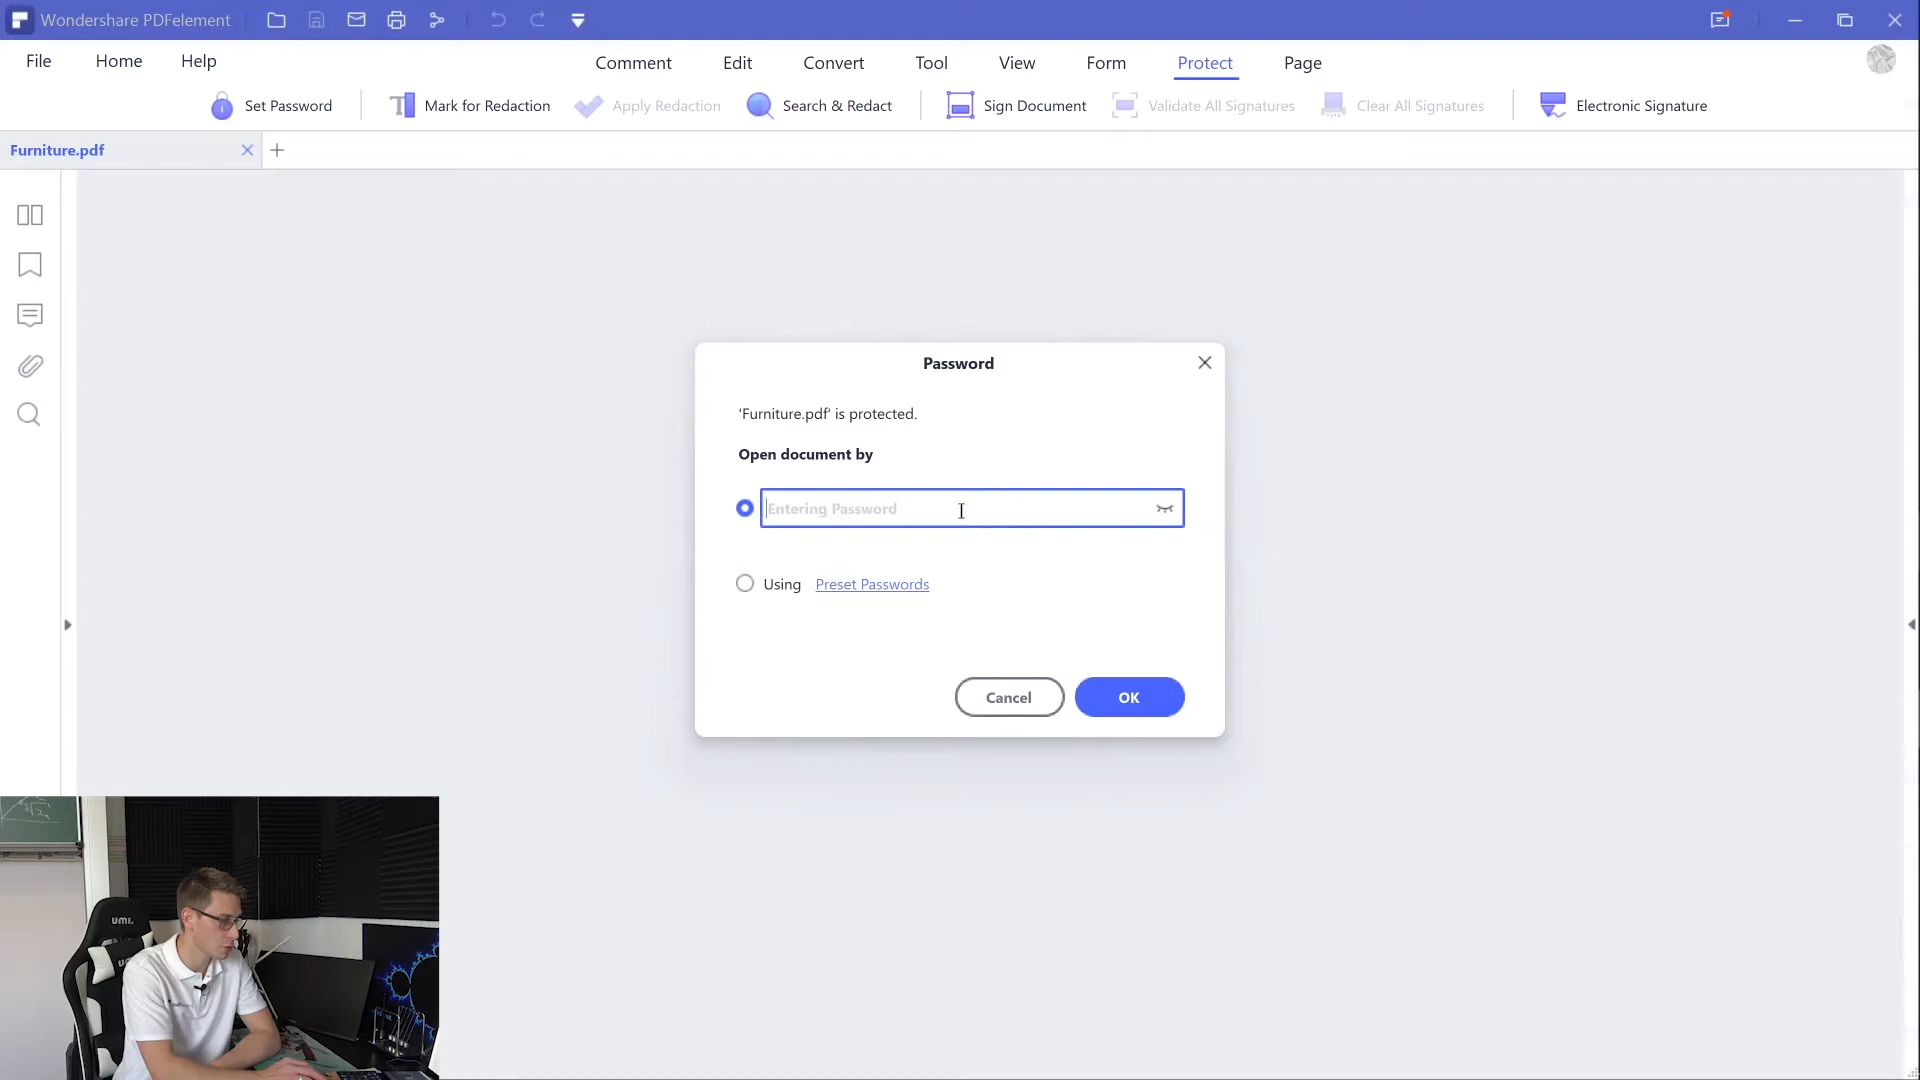 Wondershare PDFelement
File Home Help Comment Edit Convert Tool View Form Protect Page
Set Password Mark for Redaction Apply Redaction Search & Redact Sign Document Validate All Signatures Clear All Signatures Electronic Signature
Furniture.pdf
Password
'Furniture.pdf' is protected.
Open document by
Entering Password
Using Preset Passwords
Cancel OK
umi.